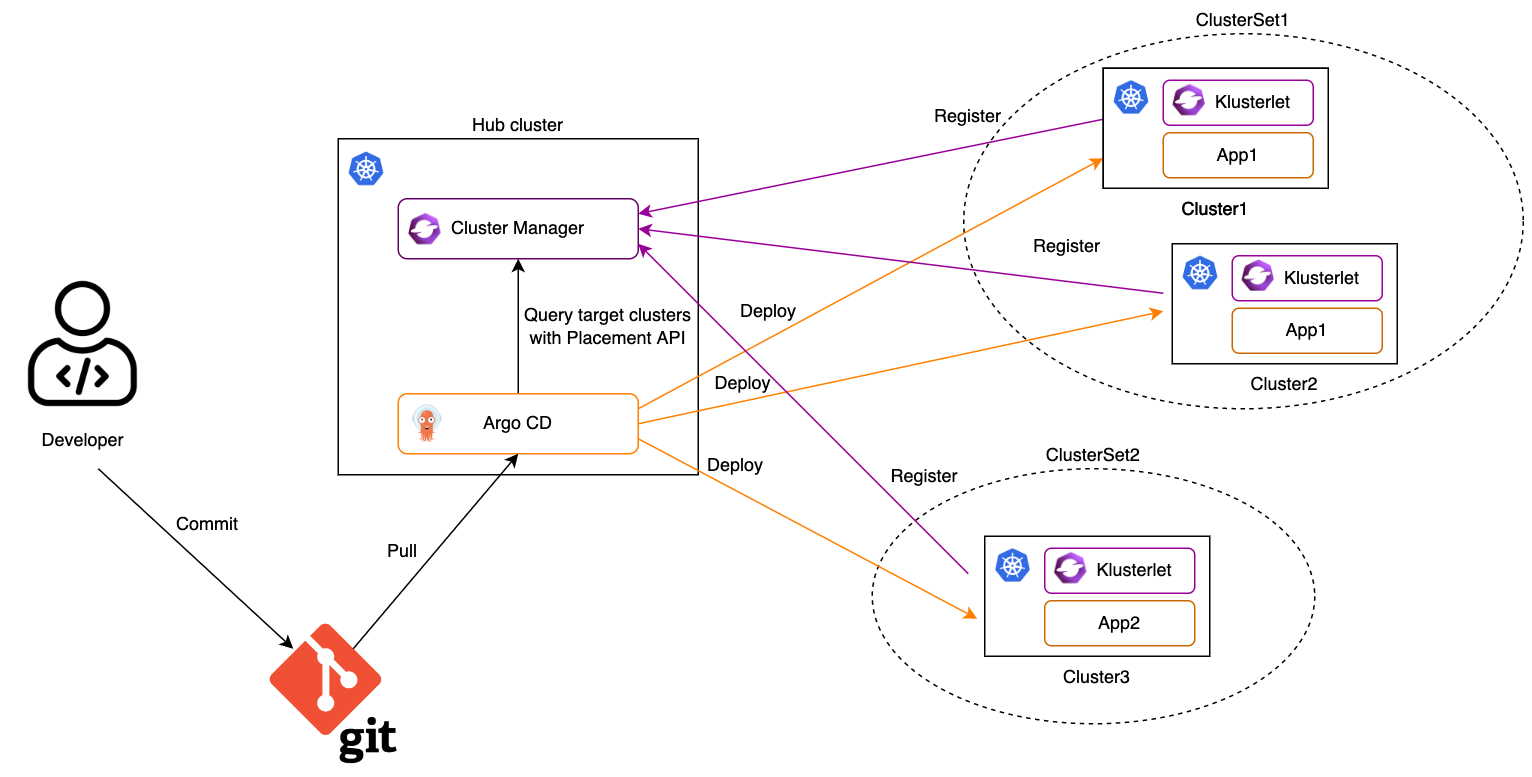 ClusterSet1
Klusterlet
App1
Cluster1
Register
Hub cluster
Cluster Manager
Register
Klusterlet
App1
Cluster2
Query target clusters
with Placement API
Deploy
Deploy
Argo CD
Deploy
Developer
</>
Commit
Pull
git
ClusterSet2
Register
Klusterlet
App2
Cluster3